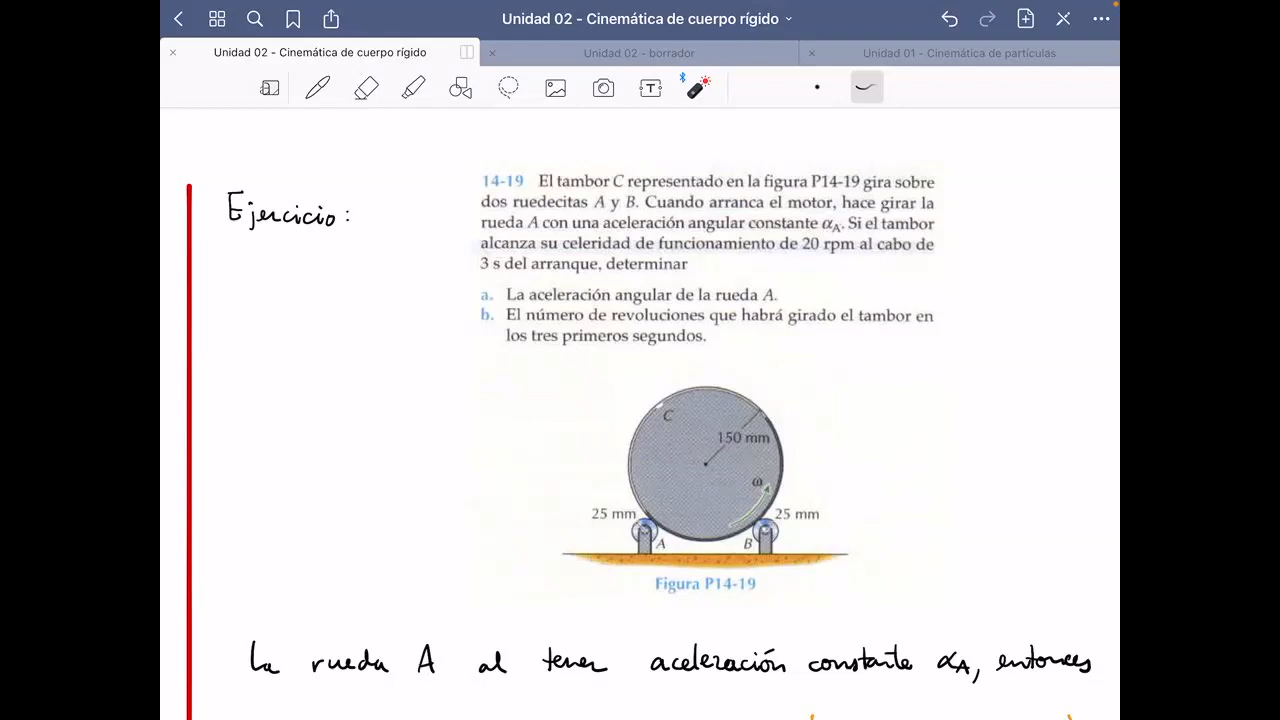 Unidad 02 - Cinemática de cuerpo rígido
Unidad 02 - Cinemática de cuerpo rígido
Unidad 02 - borrador
Unidad 01 - Cinemática de partículas
T
Ejercicio:
14-19 El tambor C representado en la figura P14-19 gira sobre
dos ruedecitas A y B. Cuando arranca el motor, hace girar la
rueda A con una aceleración angular constante αA. Si el tambor
alcanza su celeridad de funcionamiento de 20 rpm al cabo de
3 s del arranque, determinar
a. La aceleración angular de la rueda A.
b. El número de revoluciones que habrá girado el tambor en
los tres primeros segundos.
C
150 mm
ω
25 mm
25 mm
A
B
Figura P14-19
La rueda A al tener aceleración constante αA, entonces